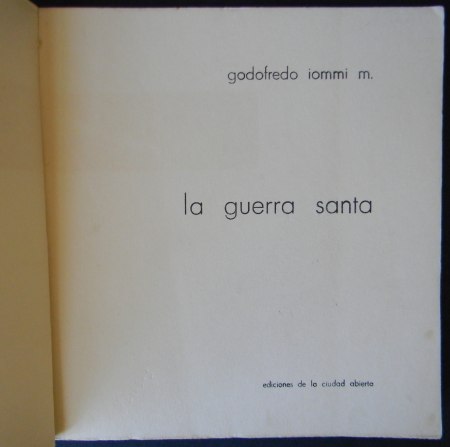 godofredo iommi m.
la guerra santa
ediciones de la ciudad abierta